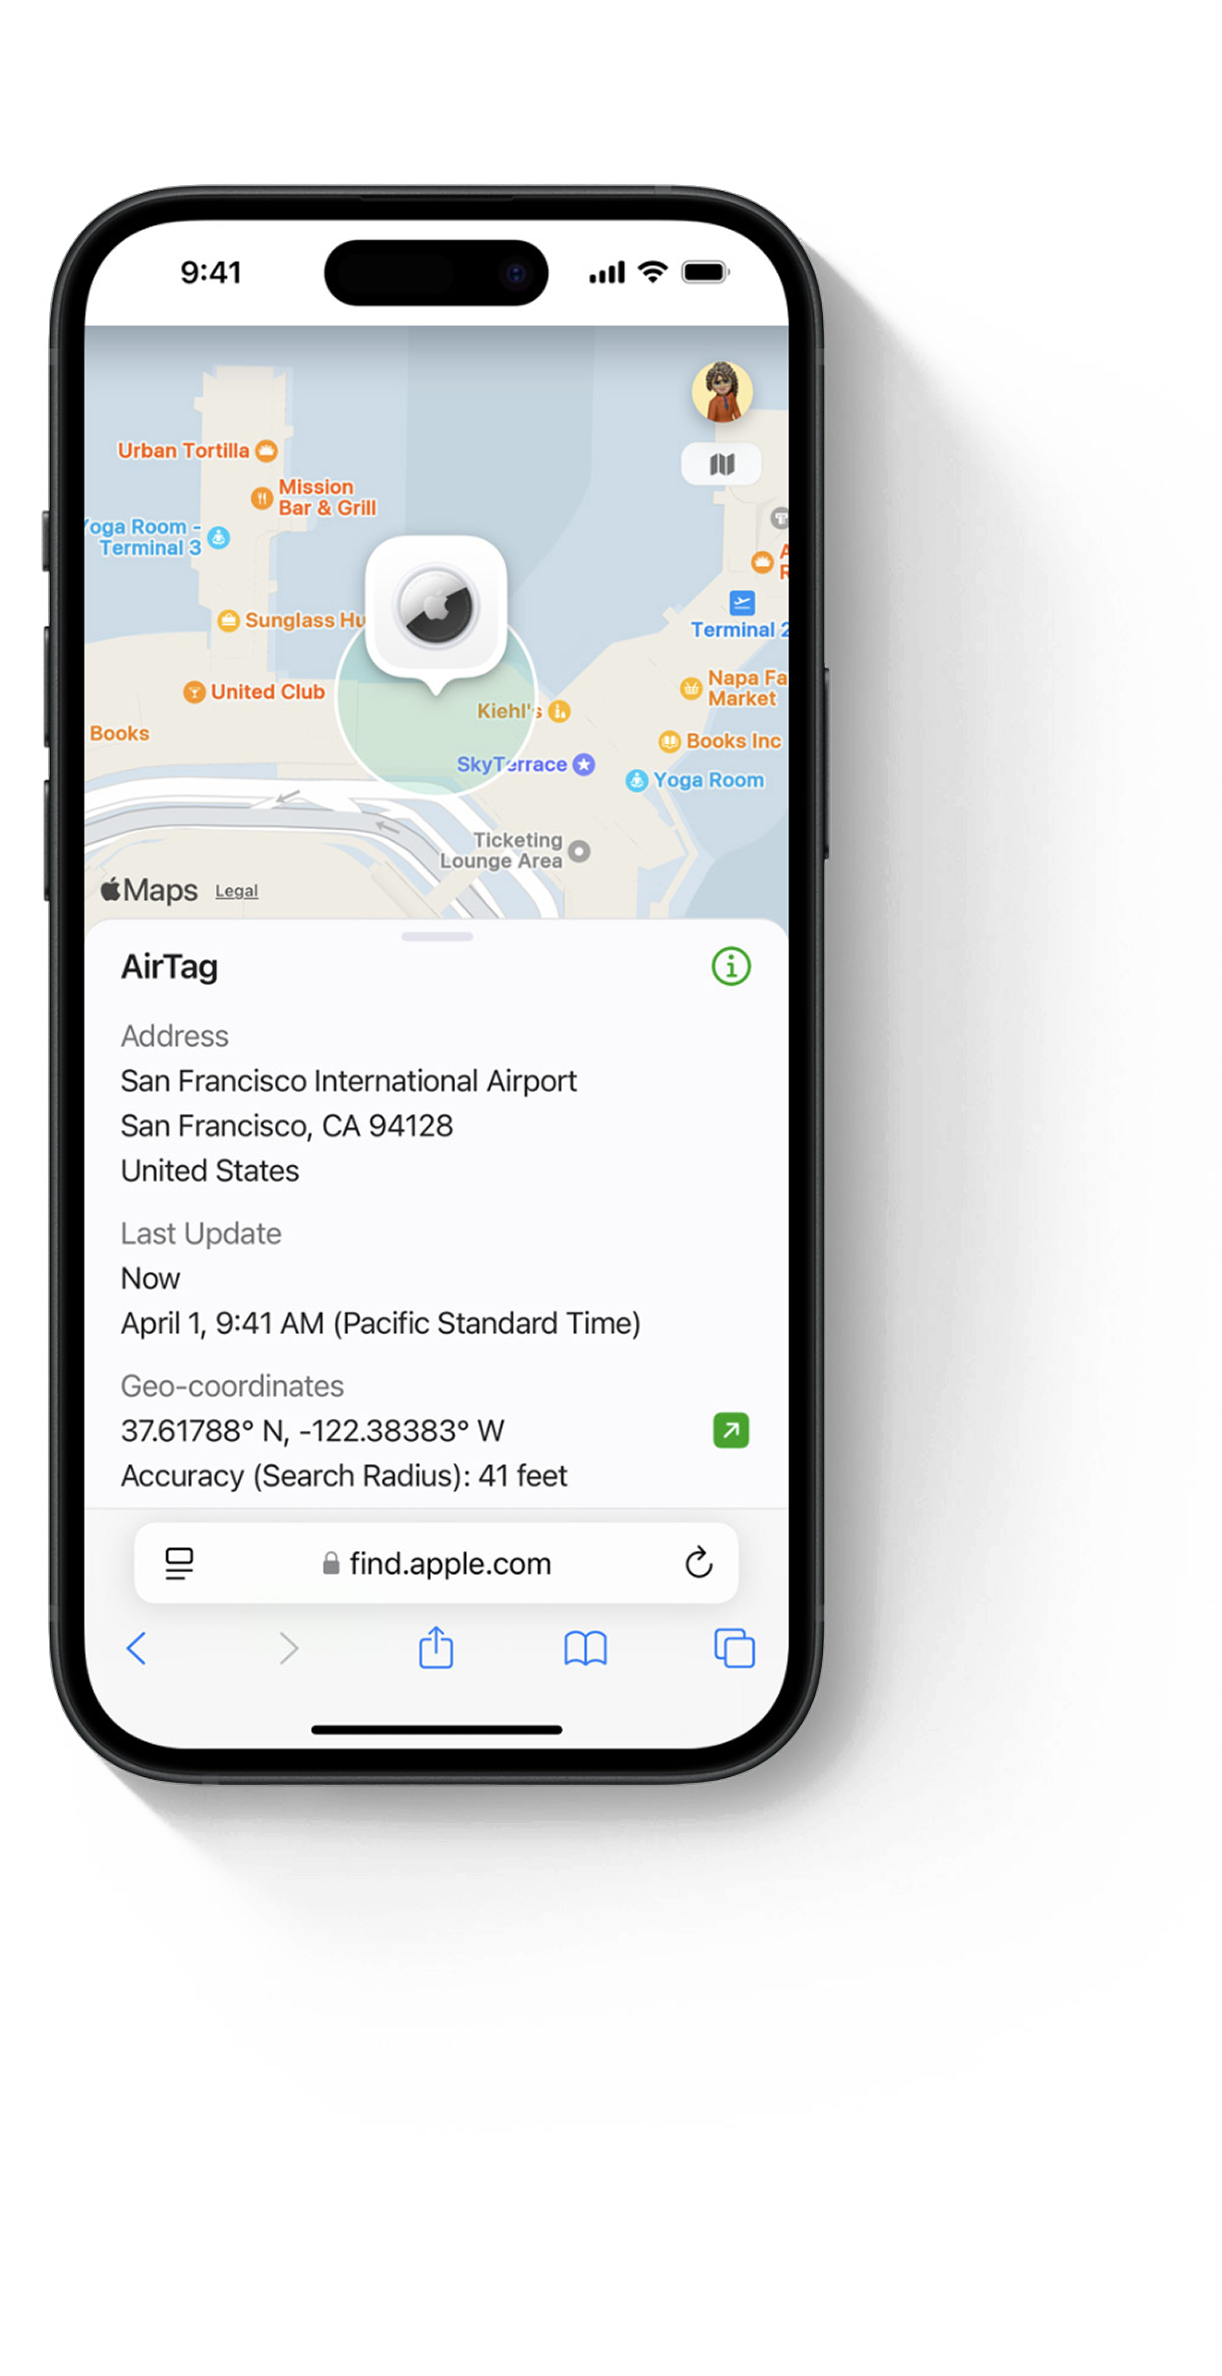 9:41
Urban Tortilla
Mission
Bar & Grill
Yoga Room -
Terminal 3
Terminal 2
Sunglass Hu
United Club
Napa Fa
Market
Kiehl's
Books
Books Inc
SkyTerrace
Yoga Room
Ticketing
Lounge Area
Maps
Legal
AirTag
Address
San Francisco International Airport
San Francisco, CA 94128
United States
Last Update
Now
April 1, 9:41 AM (Pacific Standard Time)
Geo-coordinates
37.61788° N, -122.38383° W
Accuracy (Search Radius): 41 feet
find.apple.com